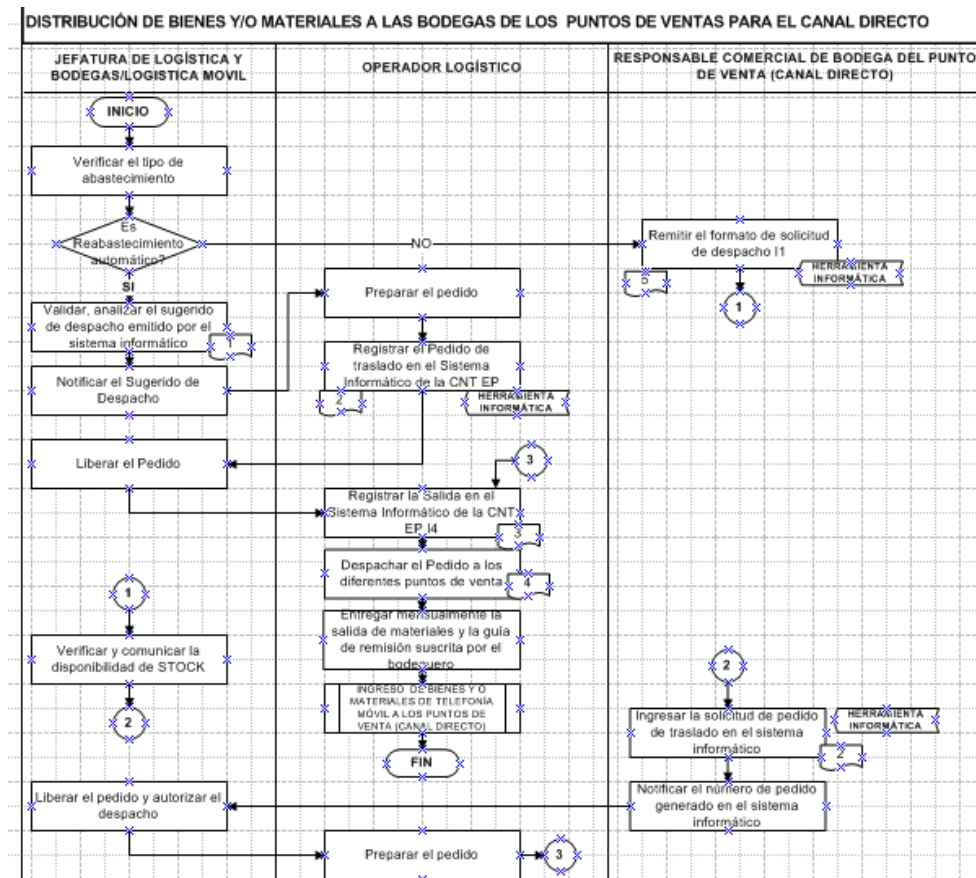 DISTRIBUCIÓN DE BIENES Y/O MATERIALES A LAS BODEGAS DE LOS PUNTOS DE VENTAS PARA EL CANAL DIRECTO
JEFATURA DE LOGÍSTICA Y
BODEGAS/LOGISTICA MOVIL
OPERADOR LOGÍSTICO
RESPONSABLE COMERCIAL DE BODEGA DEL PUNTO
DE VENTA (CANAL DIRECTO)
INICIO
Verificar el tipo de
abastecimiento
Es
Reabastecimiento
automático?
NO
SI
Remitir el formato de solicitud
de despacho I1
HERRAMIENTA
INFORMÁTICA
5
1
Preparar el pedido
Validar, analizar el sugerido
de despacho emitido por el
sistema informático
1
Registrar el Pedido de
traslado en el Sistema
Informático de la CNT EP
2
HERRAMIENTA
INFORMÁTICA
Notificar el Sugerido de
Despacho
Liberar el Pedido
3
Registrar la Salida en el
Sistema Informático de la CNT
EP I4
3
Despachar el Pedido a los
diferentes puntos de venta
4
1
Entregar mensualmente la
salida de materiales y la guía
de remisión suscrita por el
bodeguero
Verificar y comunicar la
disponibilidad de STOCK
2
2
INGRESO DE BIENES Y O
MATERIALES DE TELEFONÍA
MÓVIL A LOS PUNTOS DE
VENTA (CANAL DIRECTO)
Ingresar la solicitud de pedido
de traslado en el sistema
informático
HERRAMIENTA
INFORMÁTICA
2
FIN
Liberar el pedido y autorizar el
despacho
Notificar el número de pedido
generado en el sistema
informático
Preparar el pedido
3